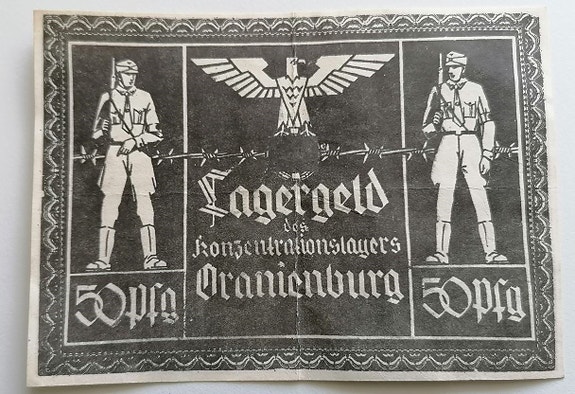 Lagergeld
des
Konzentrationslagers
Oranienburg
50 Pfg
50 Pfg